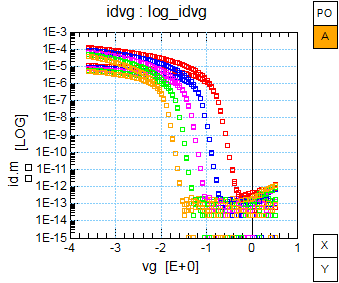 idvg : log_idvg
PO
A
1E-3
1E-4
1E-5
1E-6
1E-7
1E-8
1E-9
1E-10
1E-11
1E-12
1E-13
1E-14
1E-15
id.m [LOG]
-4
-3
-2
-1
0
1
vg [E+0]
X
Y